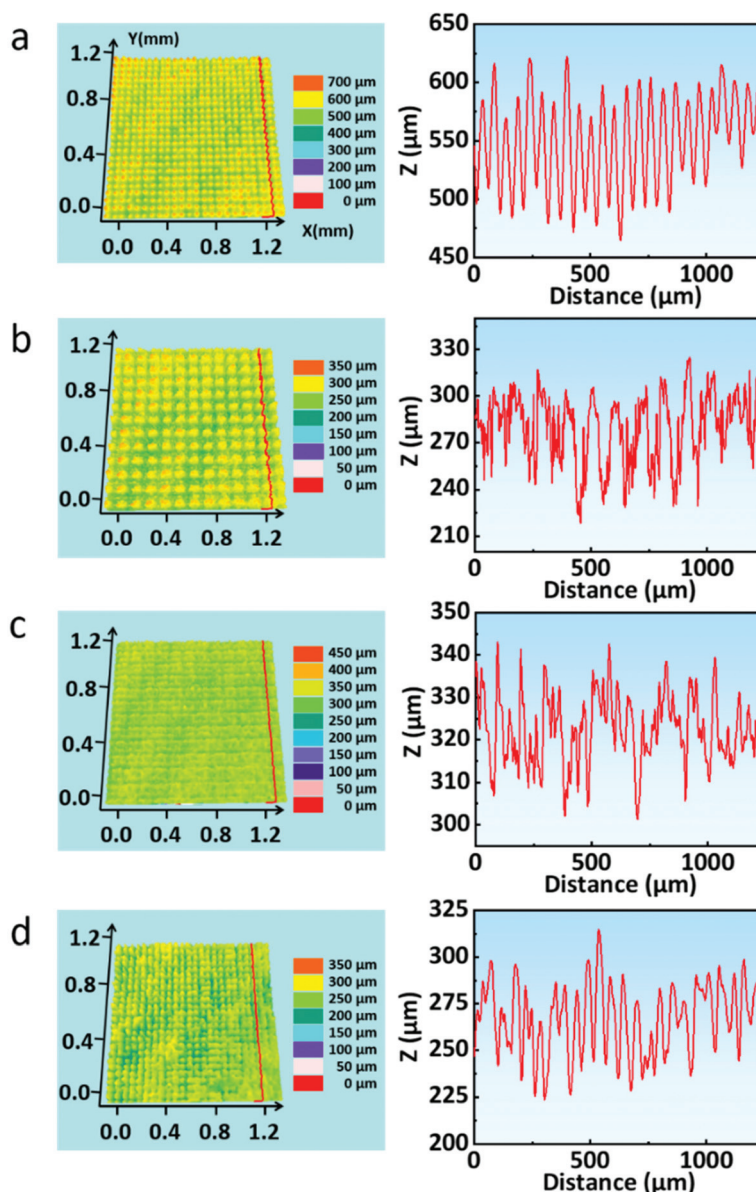 a
Y(mm)
1.2
0.8
0.4
0.0
0.0 0.4 0.8 1.2
X(mm)
700 µm
600 µm
500 µm
400 µm
300 µm
200 µm
100 µm
0 µm
Z (µm)
650
600
550
500
450
0 500 1000
Distance (µm)
b
1.2
0.8
0.4
0.0
0.0 0.4 0.8 1.2
350 µm
300 µm
250 µm
200 µm
150 µm
100 µm
50 µm
0 µm
Z (µm)
330
300
270
240
210
0 500 1000
Distance (µm)
c
1.2
0.8
0.4
0.0
0.0 0.4 0.8 1.2
450 µm
400 µm
350 µm
300 µm
250 µm
200 µm
150 µm
100 µm
50 µm
0 µm
Z (µm)
350
340
330
320
310
300
0 500 1000
Distance (µm)
d
1.2
0.8
0.4
0.0
0.0 0.4 0.8 1.2
350 µm
300 µm
250 µm
200 µm
150 µm
100 µm
50 µm
0 µm
Z (µm)
325
300
275
250
225
200
0 500 1000
Distance (µm)